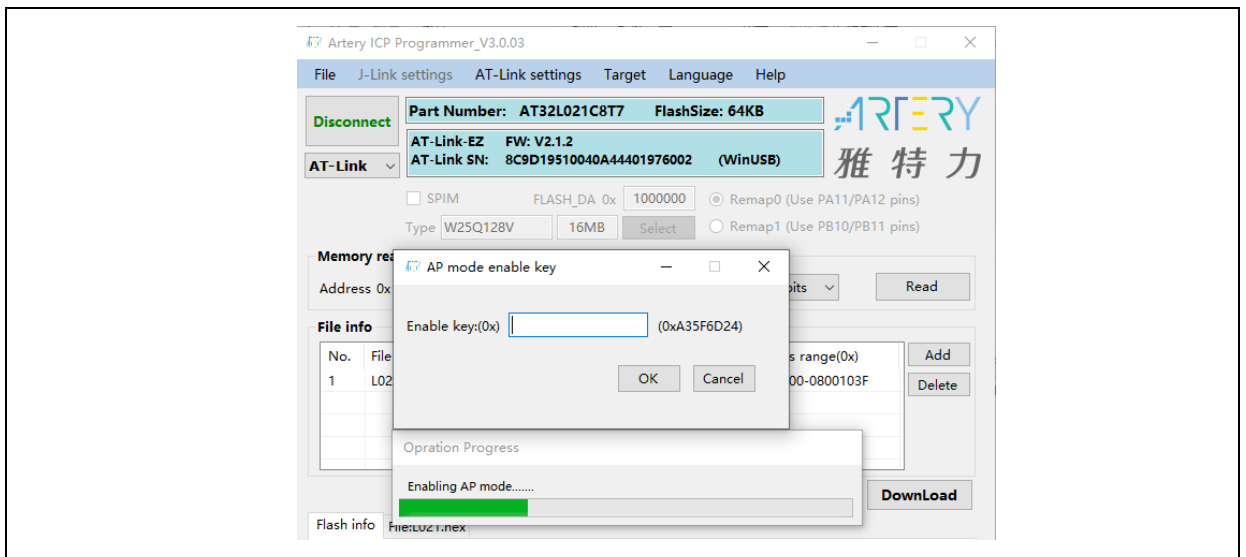 Artery ICP Programmer_V3.0.03
File J-Link settings AT-Link settings Target Language Help
Disconnect
Part Number: AT32L021C8T7 FlashSize: 64KB
ARTERY
AT-Link-EZ FW: V2.1.2
AT-Link SN: 8C9D19510040A44401976002 (WinUSB)
雅特力
AT-Link
SPIM FLASH_DA 0x 1000000 Remap0 (Use PA11/PA12 pins)
Type W25Q128V 16MB Select Remap1 (Use PB10/PB11 pins)
Memory rea
AP mode enable key
Address 0x bits Read
Enable key:(0x) (0xA35F6D24)
File info
No. File s range(0x) Add
1 L02 00-0800103F Delete
OK Cancel
Opration Progress
Enabling AP mode.......
DownLoad
Flash info File:L021.hex